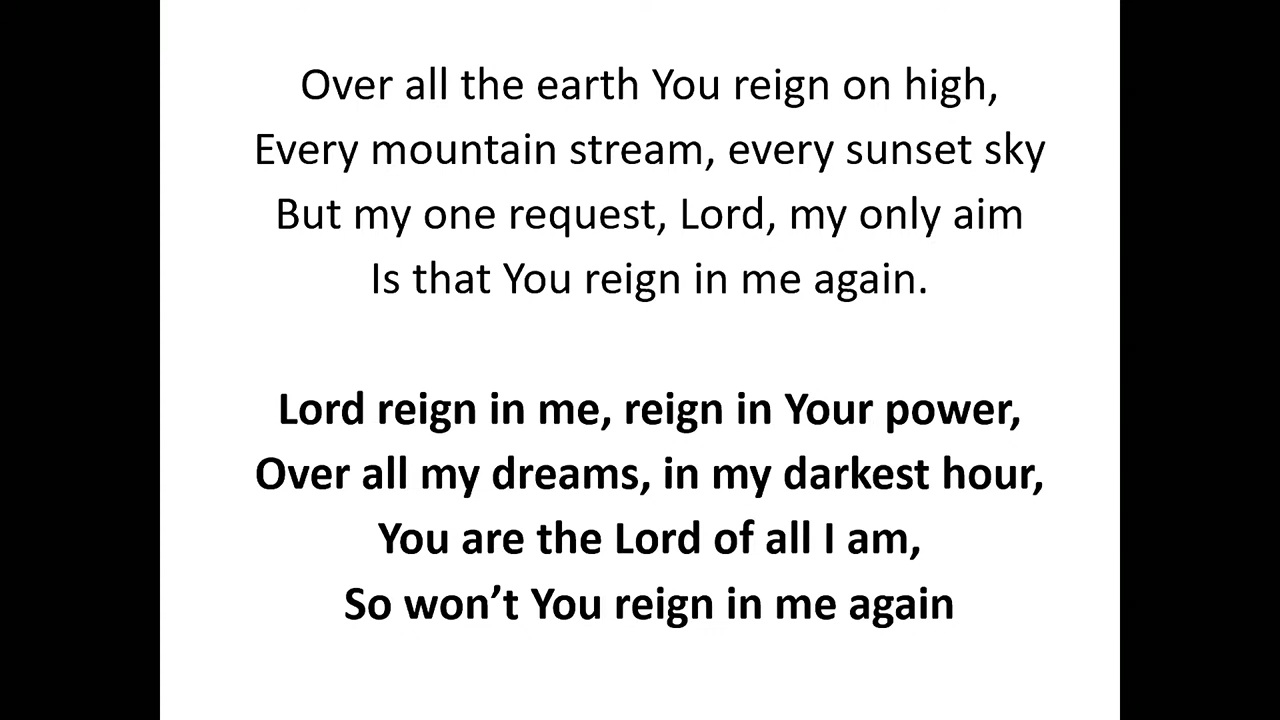 Over all the earth You reign on high,
Every mountain stream, every sunset sky
But my one request, Lord, my only aim
Is that You reign in me again.
Lord reign in me, reign in Your power,
Over all my dreams, in my darkest hour,
You are the Lord of all I am,
So won’t You reign in me again